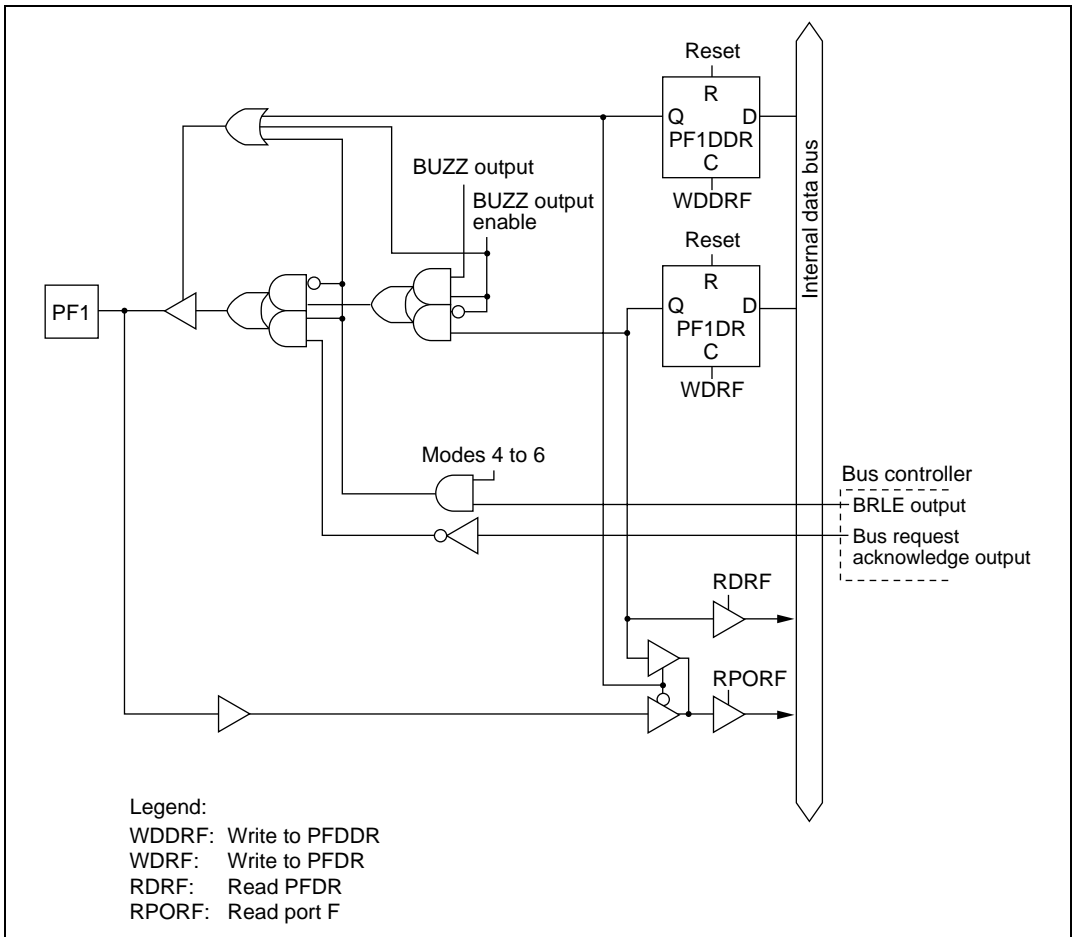 Reset
R
Q D
PF1DDR
C
WDDRF
BUZZ output
BUZZ output
enable
Internal data bus
Reset
R
Q D
PF1DR
C
WDRF
PF1
Modes 4 to 6
Bus controller
BRLE output
Bus request
acknowledge output
RDRF
RPORF
Legend:
WDDRF: Write to PFDDR
WDRF: Write to PFDR
RDRF: Read PFDR
RPORF: Read port F